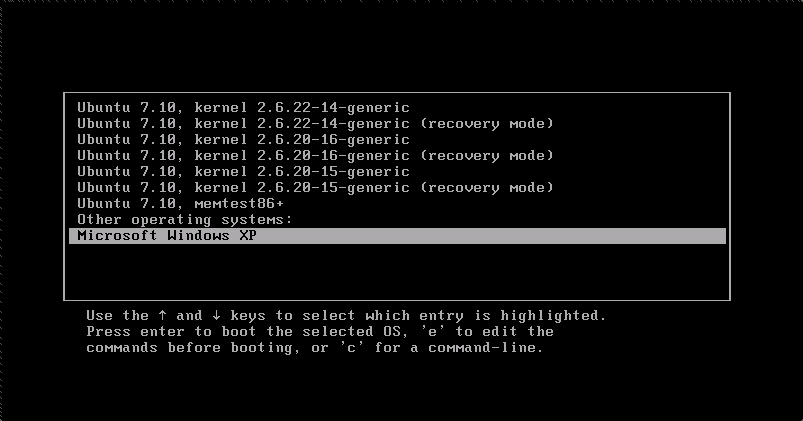 Ubuntu 7.10, kernel 2.6.22-14-generic
Ubuntu 7.10, kernel 2.6.22-14-generic (recovery mode)
Ubuntu 7.10, kernel 2.6.20-16-generic
Ubuntu 7.10, kernel 2.6.20-16-generic (recovery mode)
Ubuntu 7.10, kernel 2.6.20-15-generic
Ubuntu 7.10, kernel 2.6.20-15-generic (recovery mode)
Ubuntu 7.10, memtest86+
Other operating systems:
Microsoft Windows XP
Use the ↑ and ↓ keys to select which entry is highlighted.
Press enter to boot the selected OS, 'e' to edit the
commands before booting, or 'c' for a command-line.